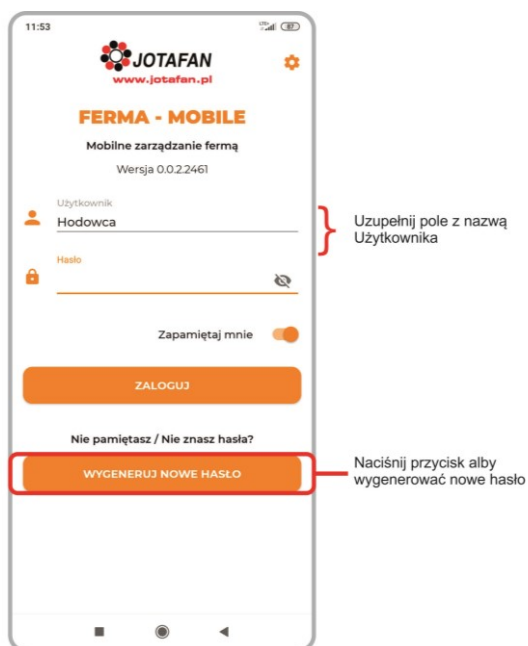 11:53
87
JOTAFAN
www.jotafan.pl
FERMA - MOBILE
Mobilne zarządzanie fermą
Wersja 0.0.2.2461
Użytkownik
Hodowca
Uzupełnij pole z nazwą
Użytkownika
Hasło
Zapamiętaj mnie
ZALOGUJ
Nie pamiętasz / Nie znasz hasła?
WYGENERUJ NOWE HASŁO
Naciśnij przycisk alby
wygenerować nowe hasło